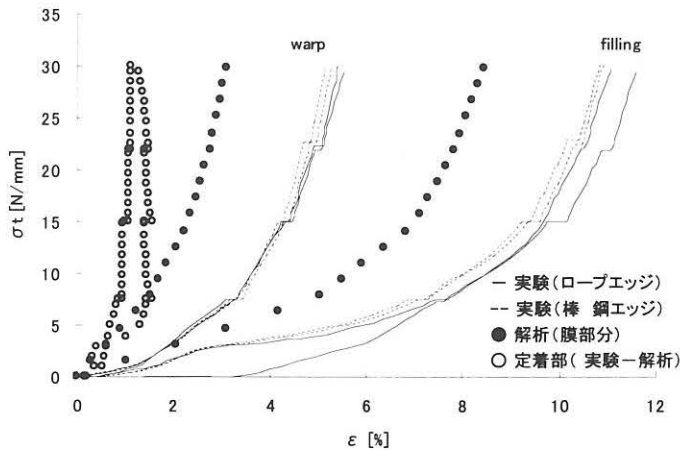 warp
filling
35
30
25
20
15
10
5
0
σt [N/mm]
0 2 4 6 8 10 12
ε [%]
実験(ロープエッジ)
実験(棒 鋼エッジ)
解析(膜部分)
定着部( 実験ー解析)